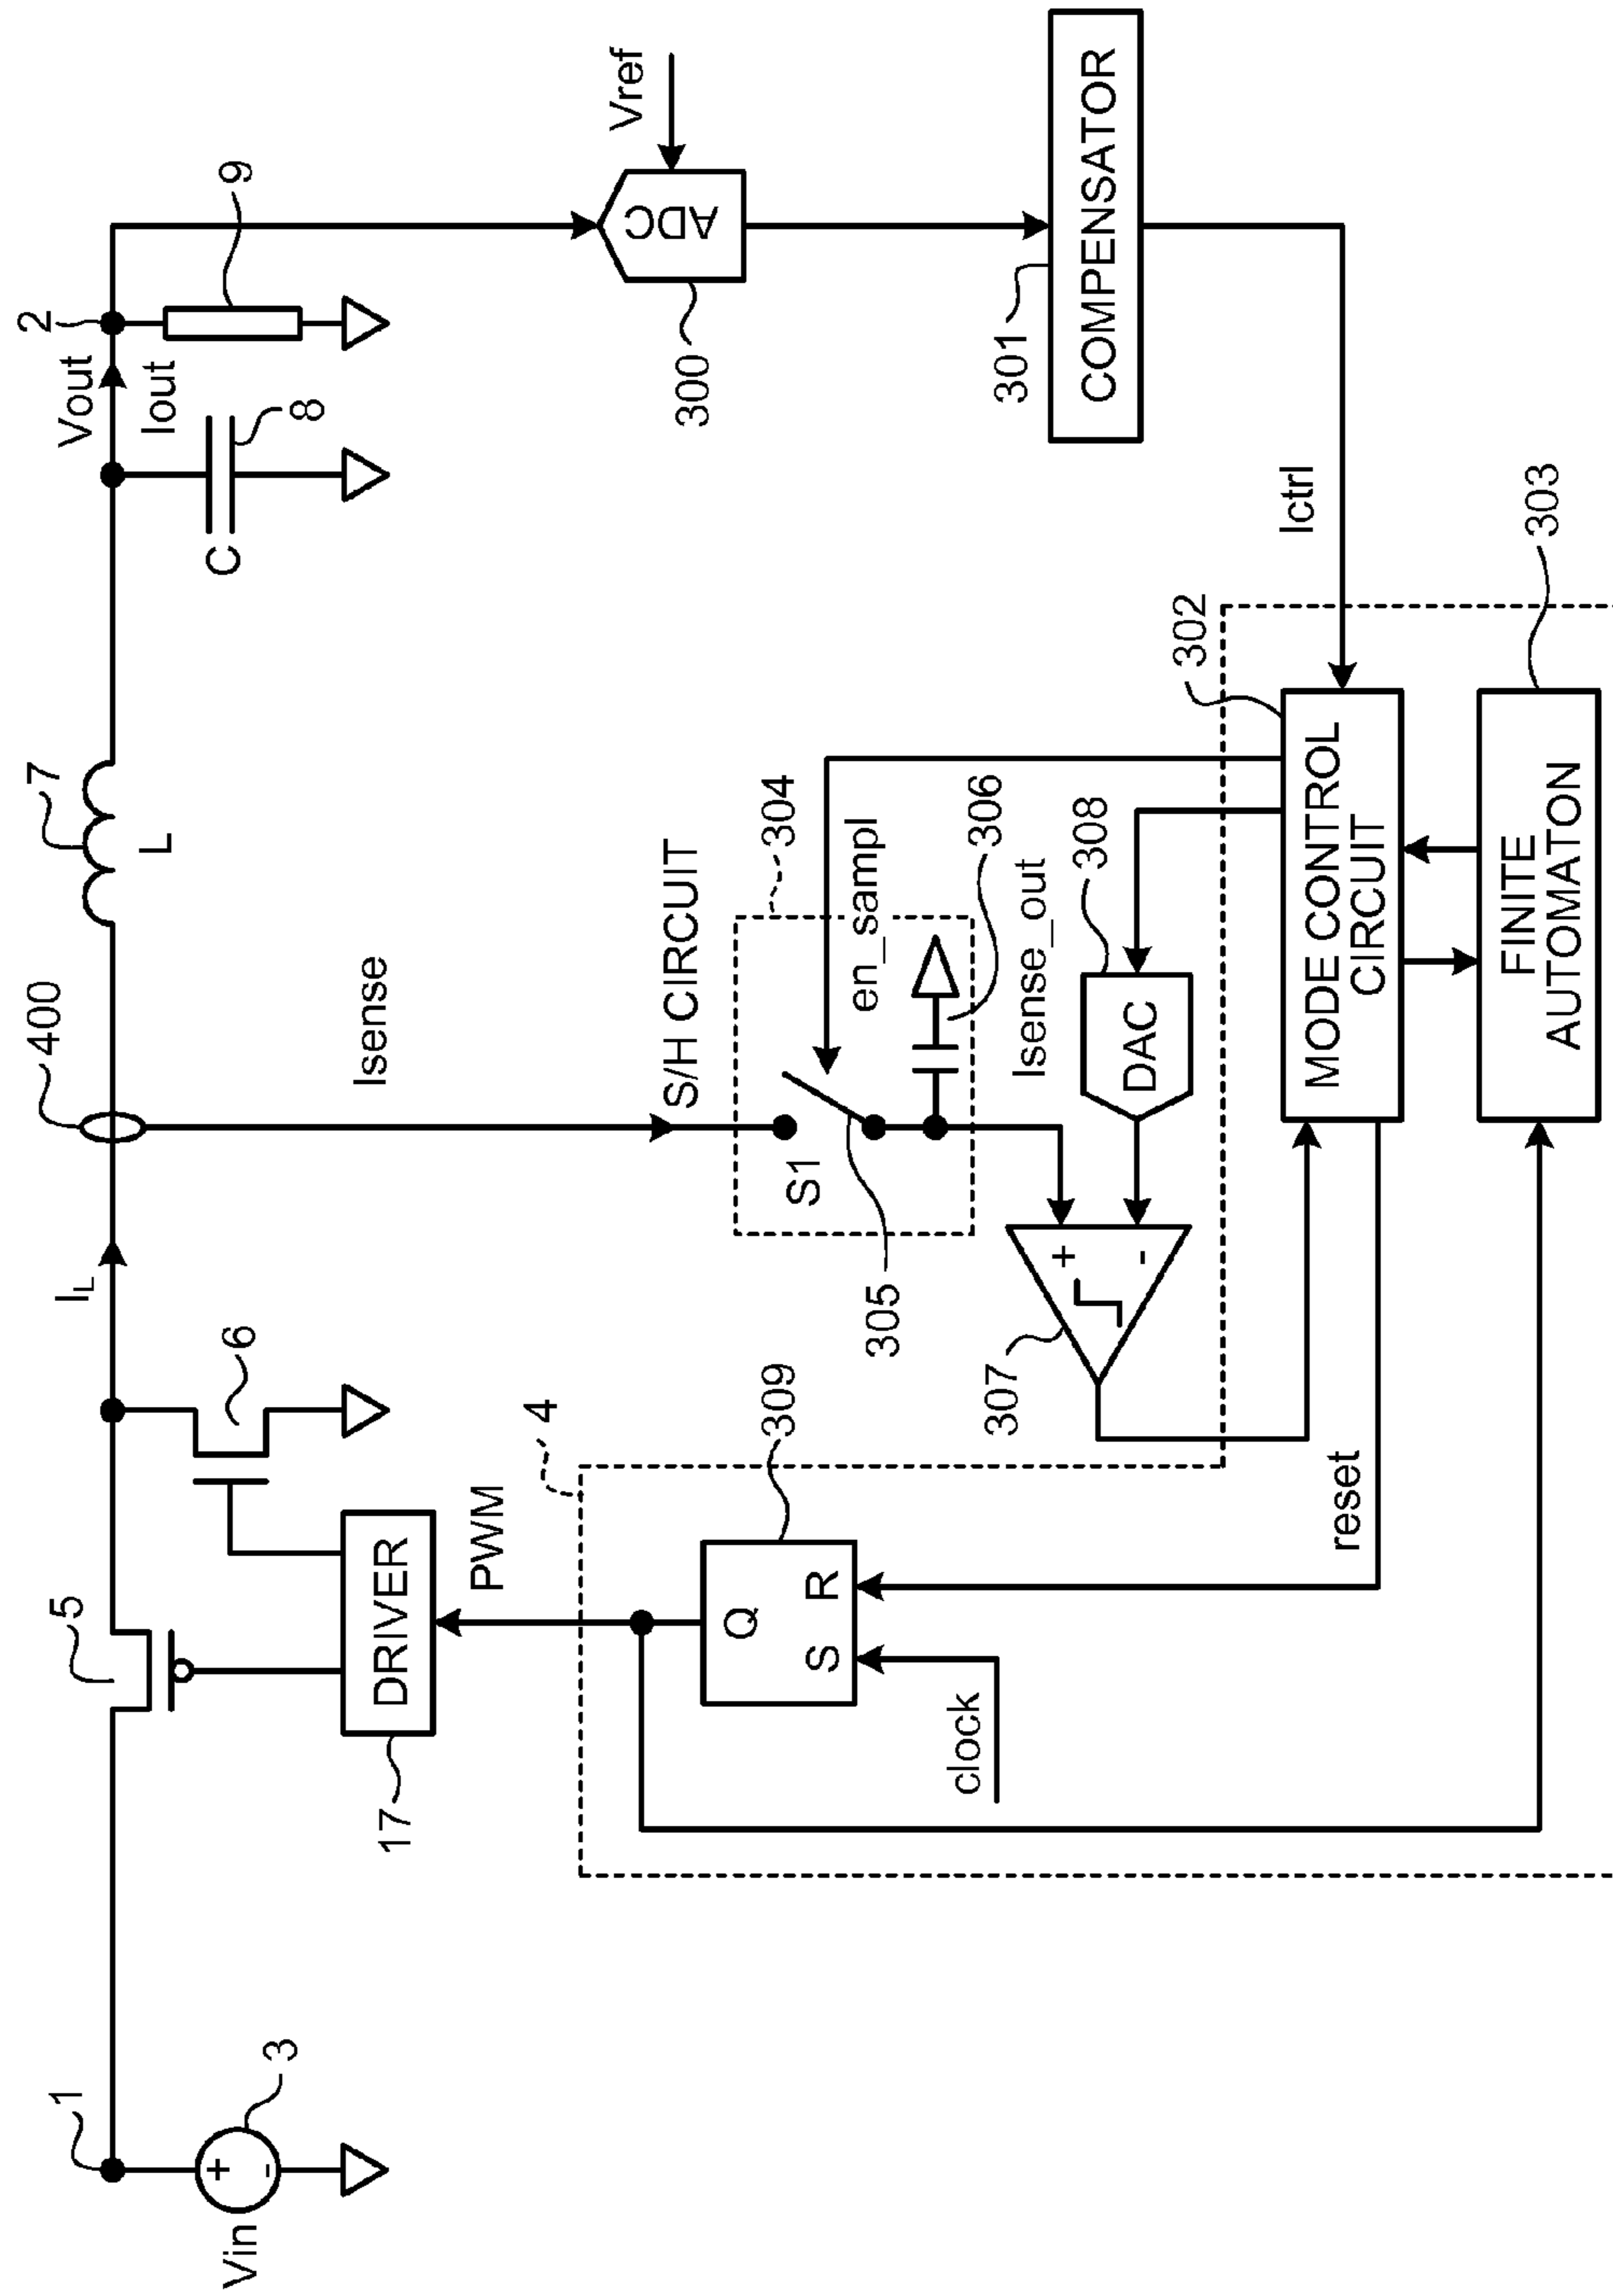 1
Vin
+
-
3
5
17
DRIVER
6
IL
PWM
4
400
Isense
7
L
C
8
Vout
Iout
2
9
Vref
ADC
300
301
COMPENSATOR
Ictrl
S/H CIRCUIT
304
S1
305
en_sampl
306
Isense_out
308
DAC
307
+
-
309
Q
S
R
clock
reset
302
MODE CONTROL
CIRCUIT
303
FINITE
AUTOMATON